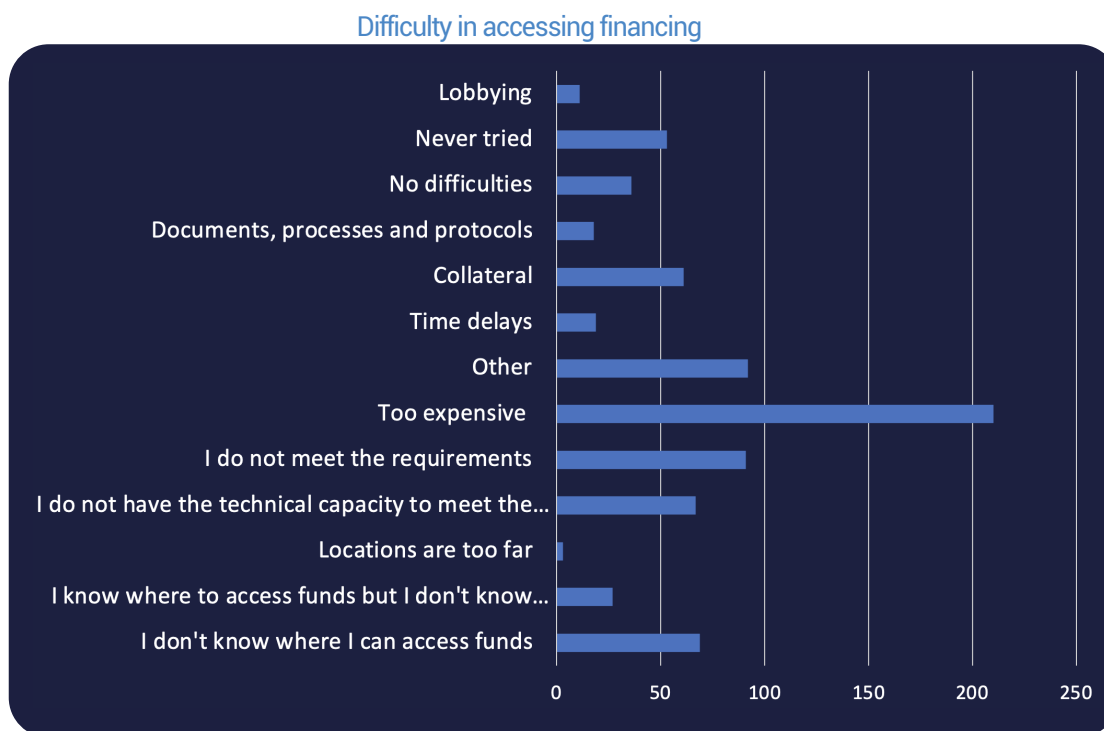 Difficulty in accessing financing
Lobbying
Never tried
No difficulties
Documents, processes and protocols
Collateral
Time delays
Other
Too expensive
I do not meet the requirements
I do not have the technical capacity to meet the...
Locations are too far
I know where to access funds but I don't know...
I don't know where I can access funds
0 50 100 150 200 250